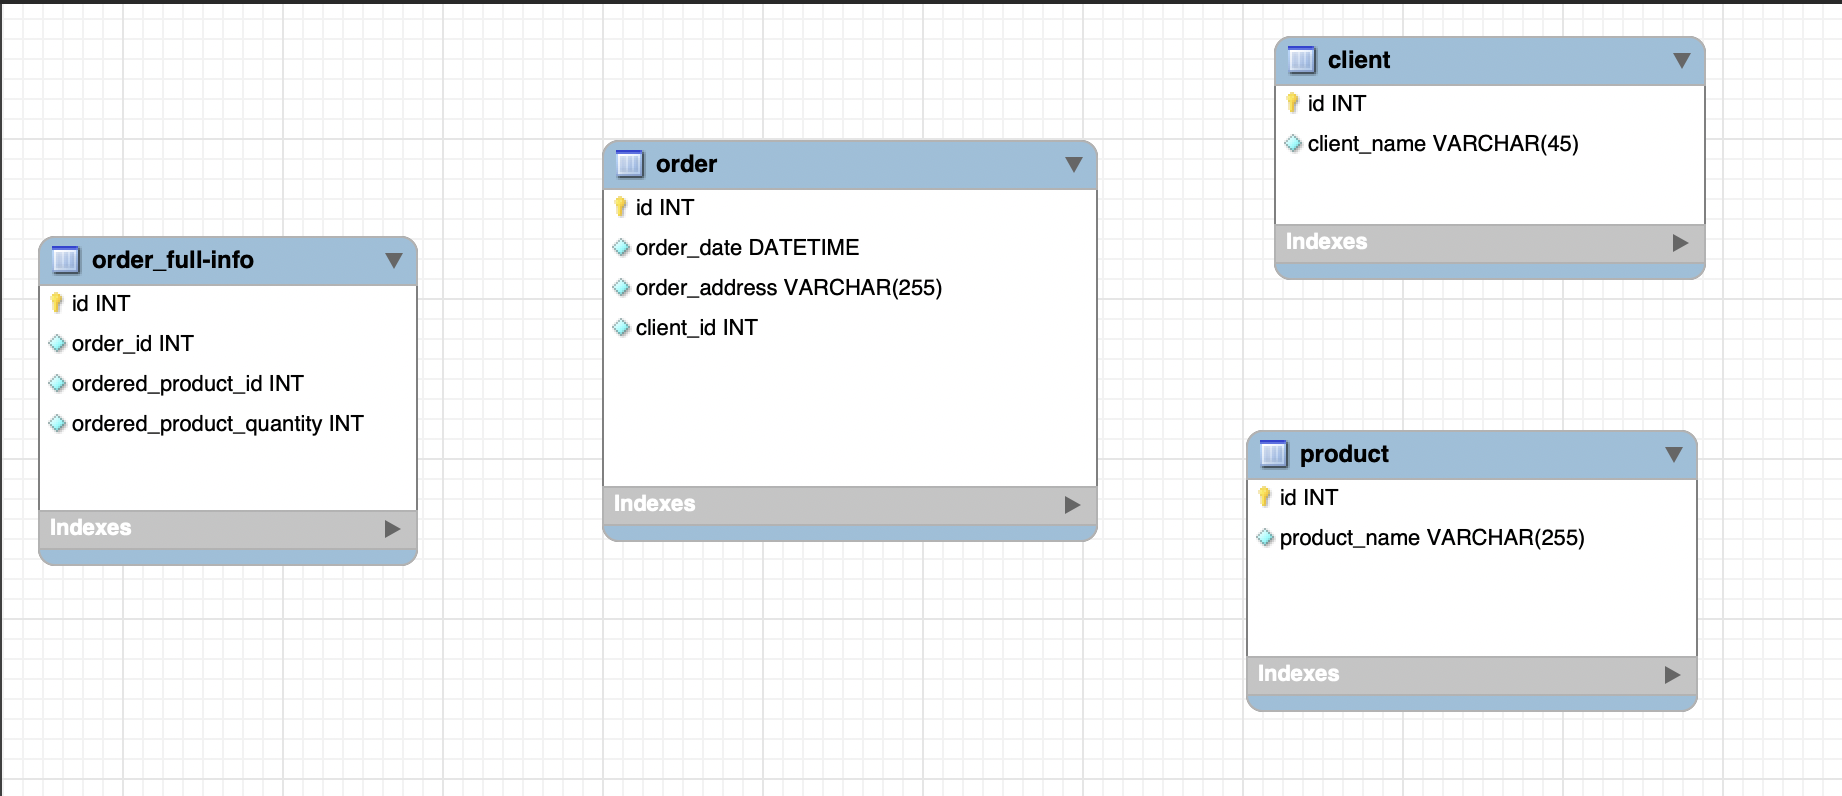 order_full-info
id INT
order_id INT
ordered_product_id INT
ordered_product_quantity INT
Indexes
order
id INT
order_date DATETIME
order_address VARCHAR(255)
client_id INT
Indexes
client
id INT
client_name VARCHAR(45)
Indexes
product
id INT
product_name VARCHAR(255)
Indexes